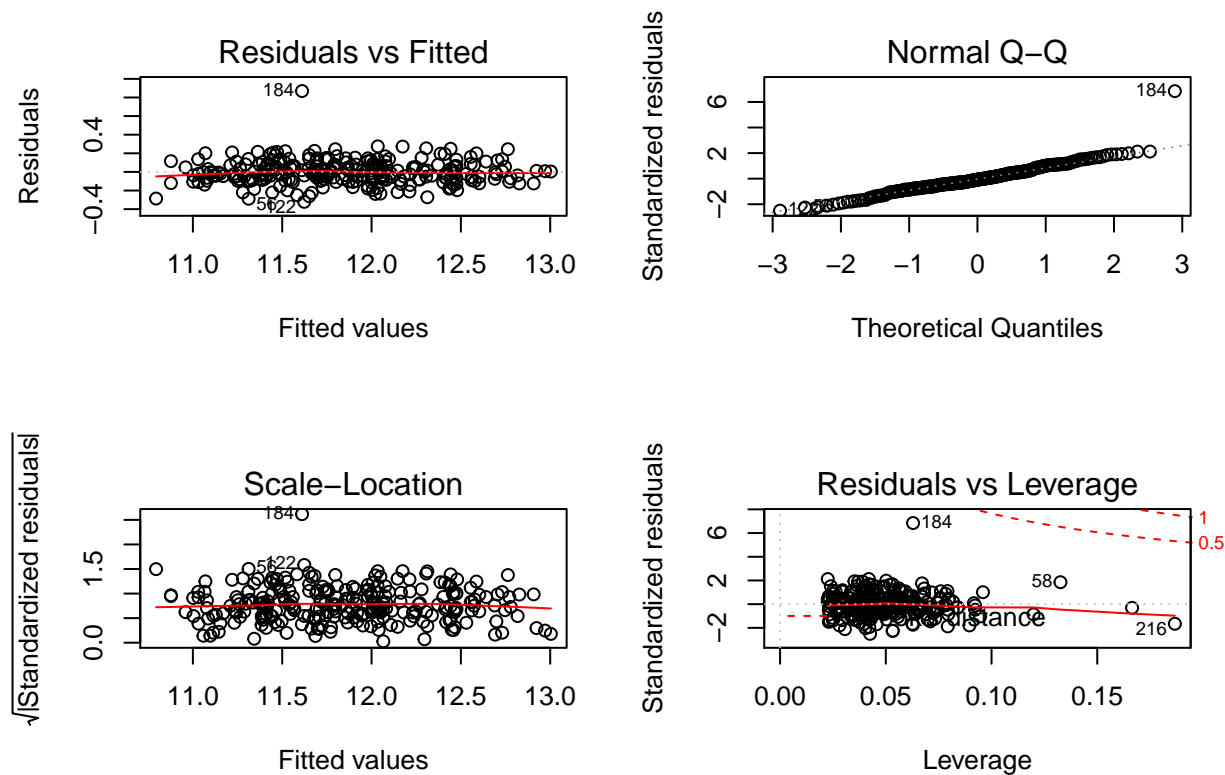 Residuals vs Fitted
Residuals
−0.4 0.4
184
56
122
11.0 11.5 12.0 12.5 13.0
Fitted values
Normal Q−Q
Standardized residuals
−2 2 6
184
−3 −2 −1 0 1 2 3
Theoretical Quantiles
Scale−Location
√|Standardized residuals|
0.0 1.5
184
56
122
11.0 11.5 12.0 12.5 13.0
Fitted values
Residuals vs Leverage
Standardized residuals
−2 2 6
184
58
216
distance
1
0.5
0.00 0.05 0.10 0.15
Leverage